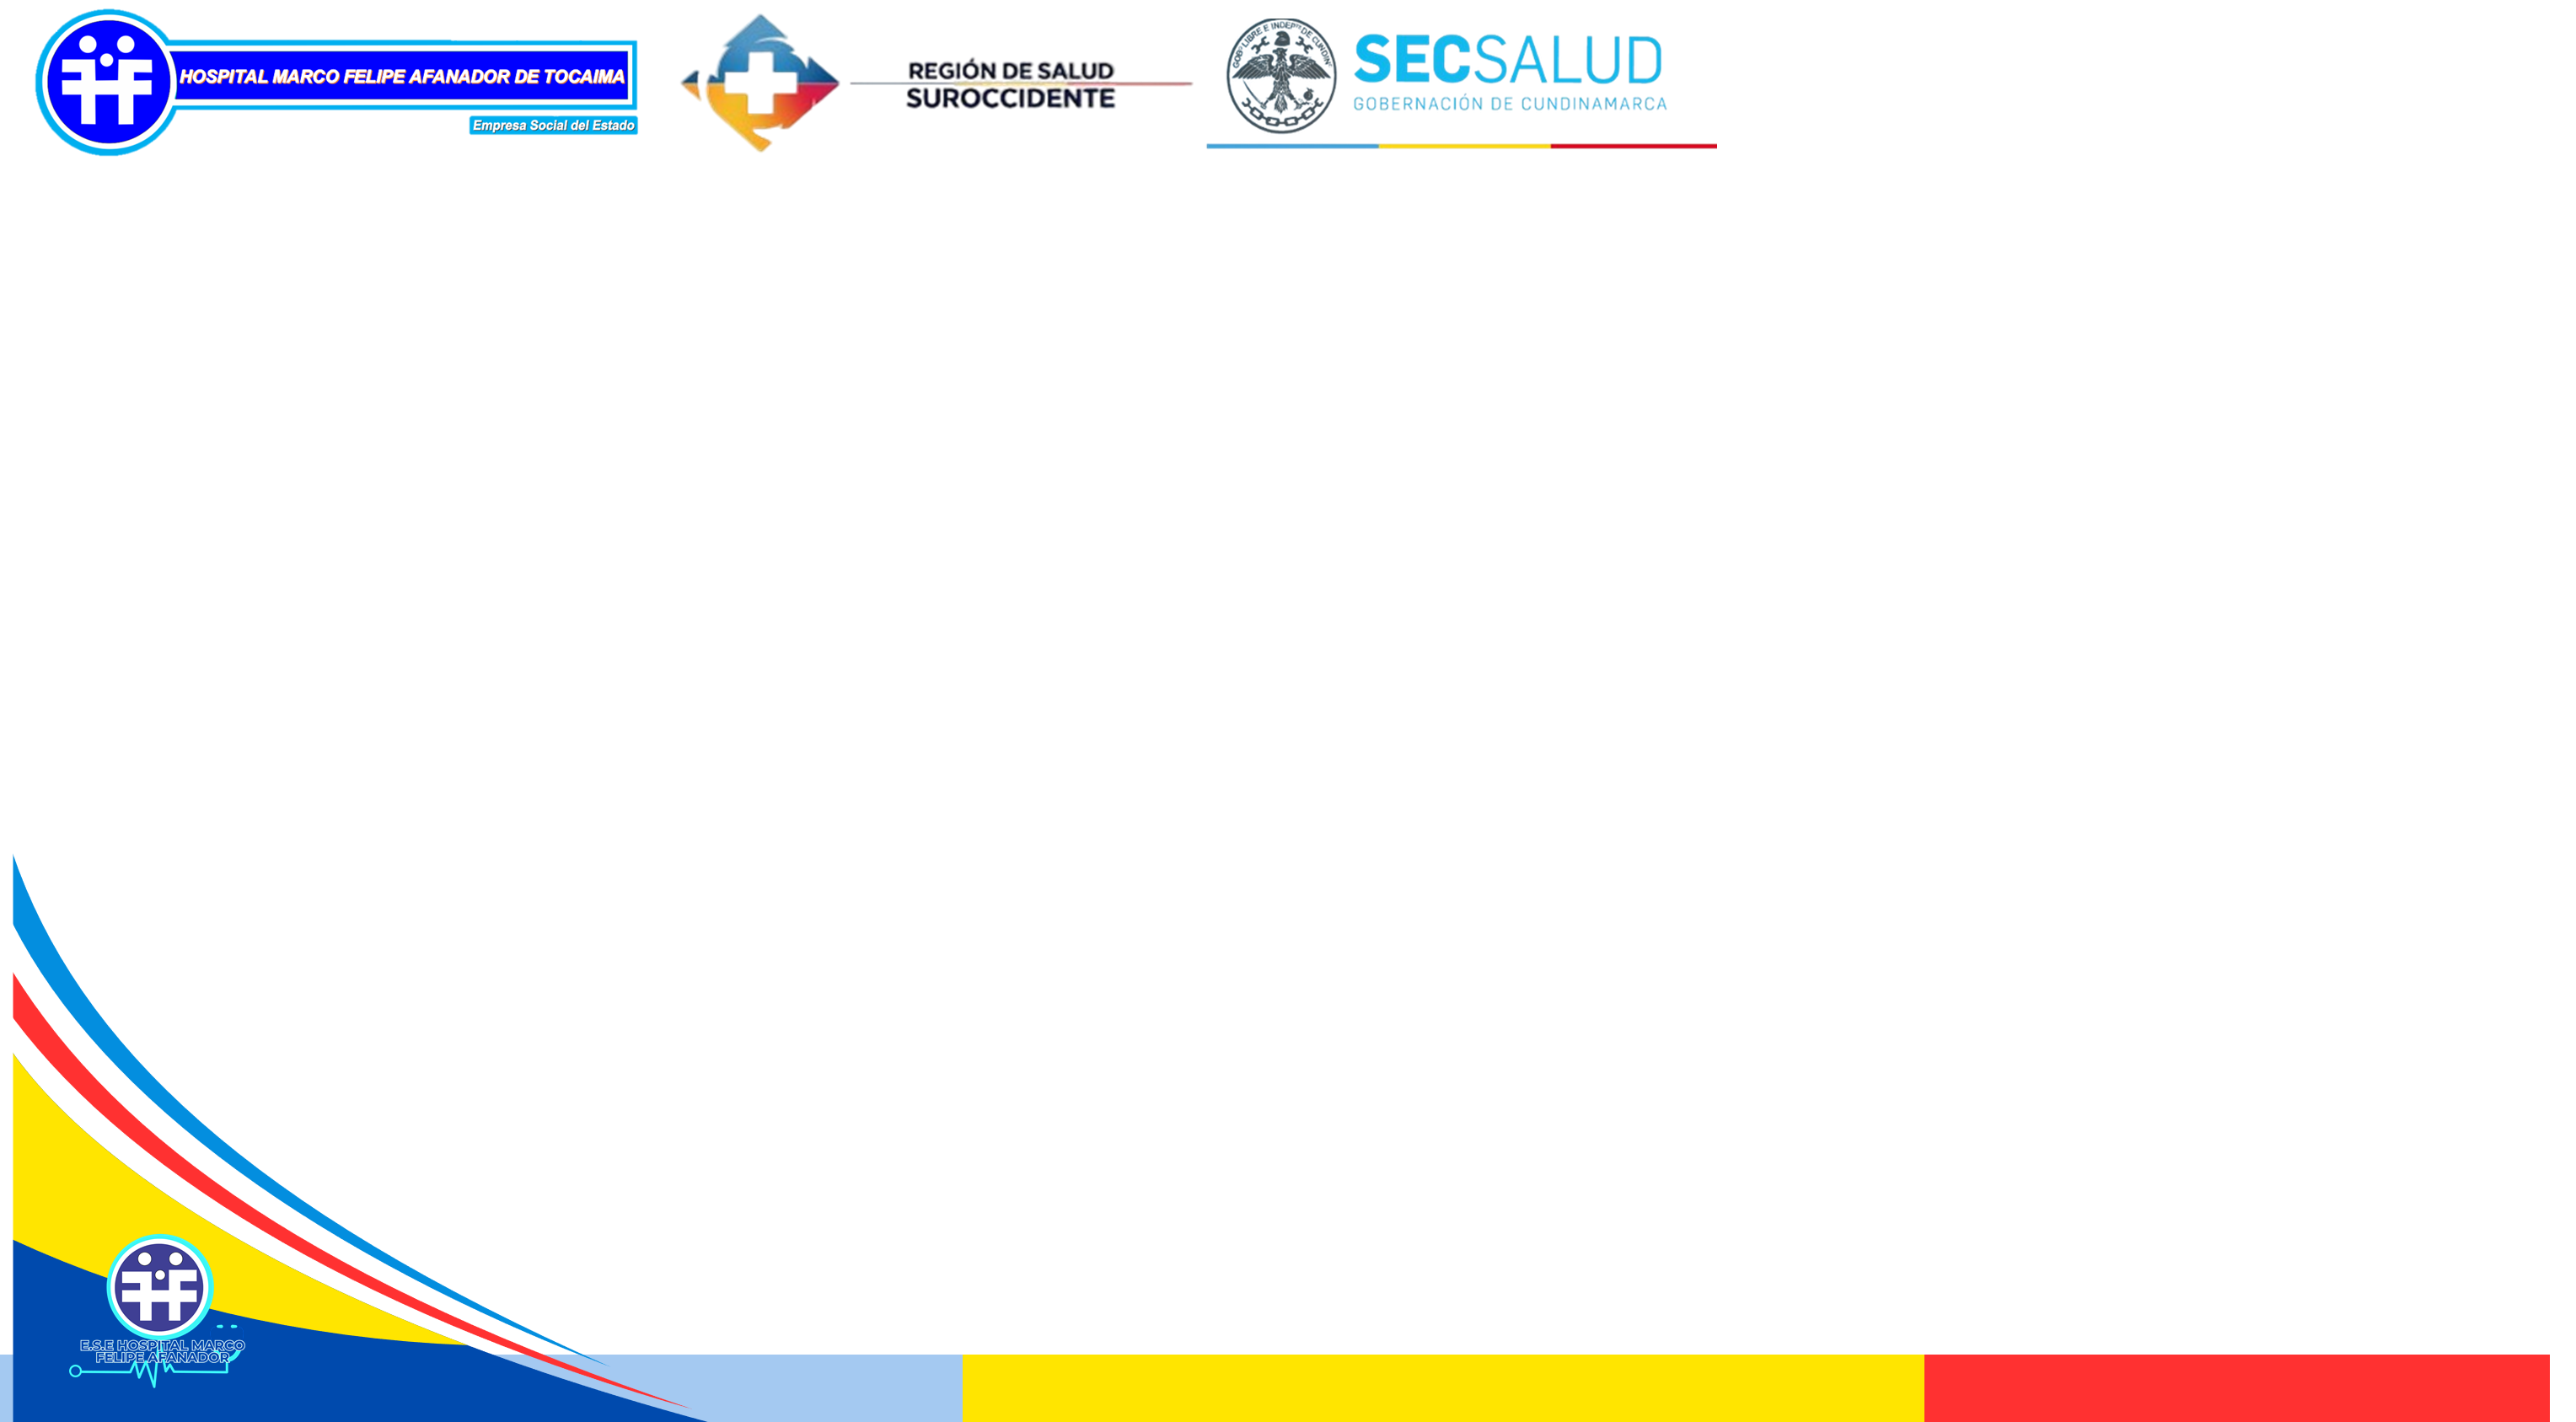 HOSPITAL MARCO FELIPE AFANADOR DE TOCAIMA
Empresa Social del Estado
REGIÓN DE SALUD
SUROCCIDENTE
SECSALUD
GOBERNACIÓN DE CUNDINAMARCA
E.S.E HOSPITAL MARCO
FELIPE AFANADOR